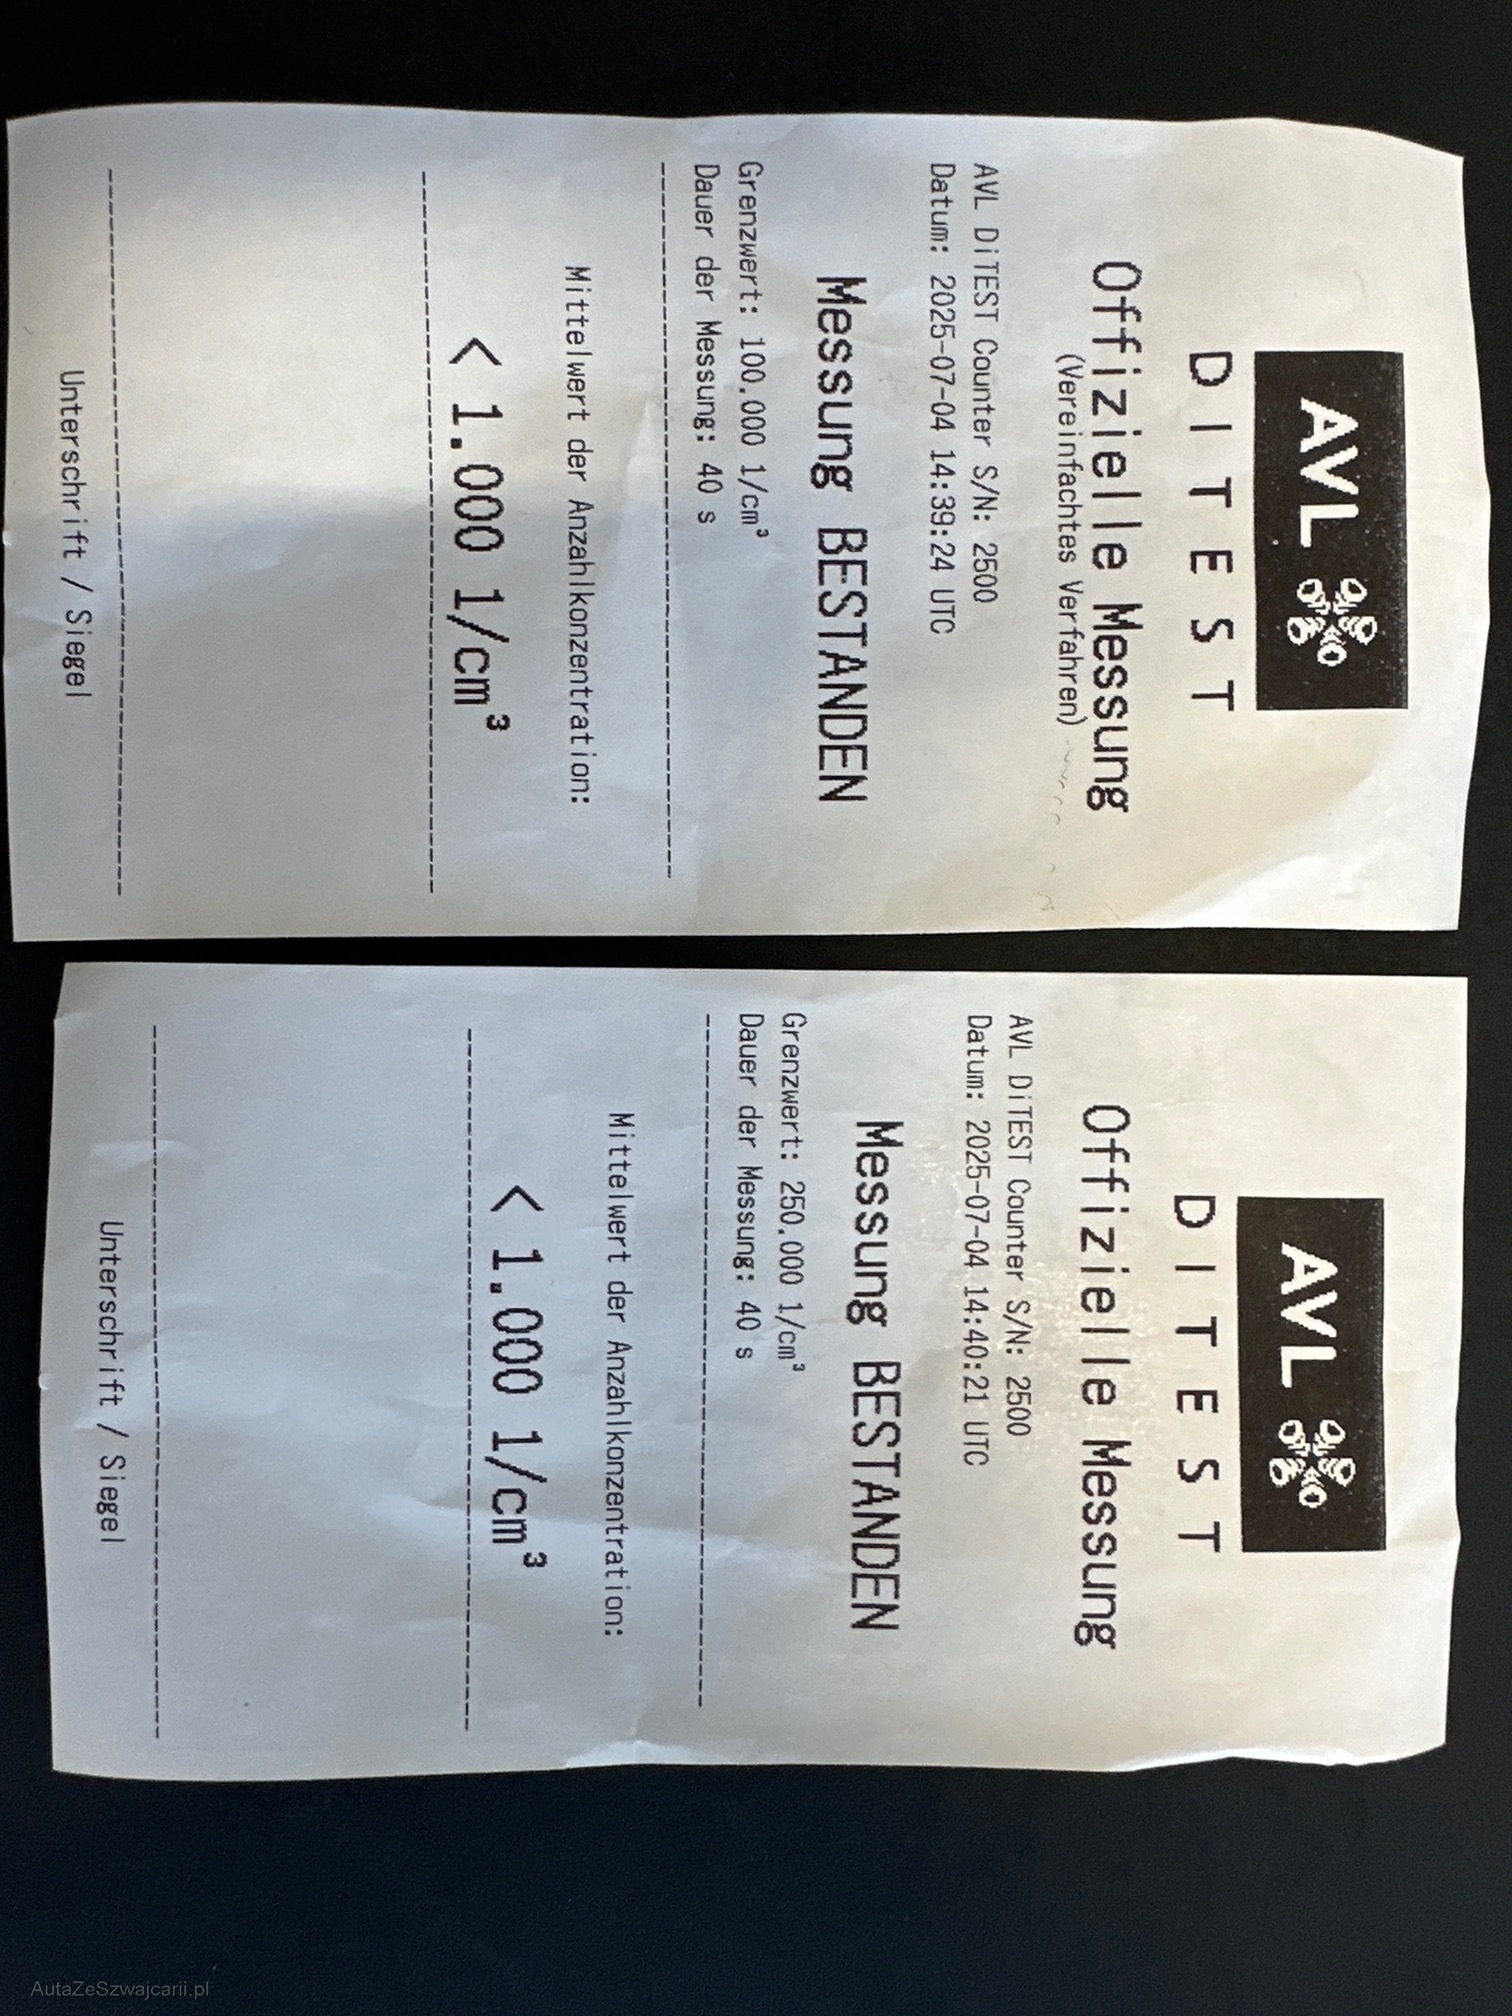 AVL
DITEST
Offizielle Messung
(Vereinfachtes Verfahren)
AVL DiTEST Counter S/N: 2500
Datum: 2025-07-04 14:39:24 UTC
Messung BESTANDEN
Grenzwert: 100.000 1/cm³
Dauer der Messung: 40 s
Mittelwert der Anzahlkonzentration:
< 1.000 1/cm³
Unterschrift / Siegel
AVL
DITEST
Offizielle Messung
AVL DiTEST Counter S/N: 2500
Datum: 2025-07-04 14:40:21 UTC
Messung BESTANDEN
Grenzwert: 250.000 1/cm³
Dauer der Messung: 40 s
Mittelwert der Anzahlkonzentration:
< 1.000 1/cm³
Unterschrift / Siegel
AutaZeSzwajcarii.pl